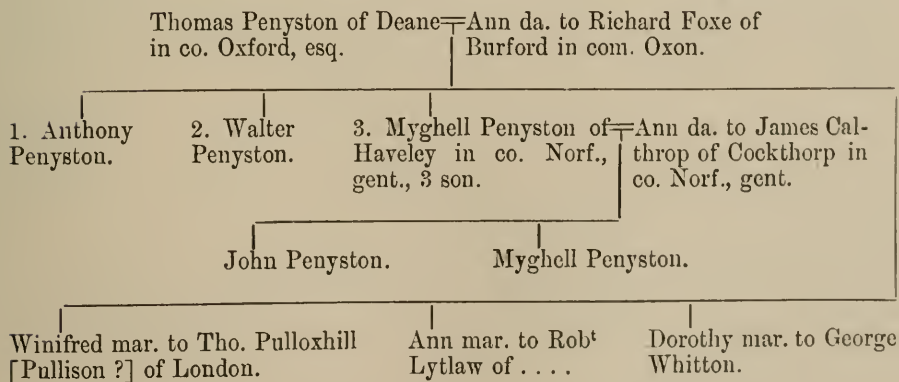 Thomas Penyston of Deane=Ann da. to Richard Foxe of
in co. Oxford, esq. Burford in com. Oxon.
1. Anthony
Penyston.
2. Walter
Penyston.
3. Myghell Penyston of=Ann da. to James Cal-
Haveley in co. Norf., throp of Cockthorp in
gent., 3 son. co. Norf., gent.
John Penyston. Myghell Penyston.
Winifred mar. to Tho. Pulloxhill
[Pullison ?] of London.
Ann mar. to Robᵗ
Lytlaw of . . . .
Dorothy mar. to George
Whitton.